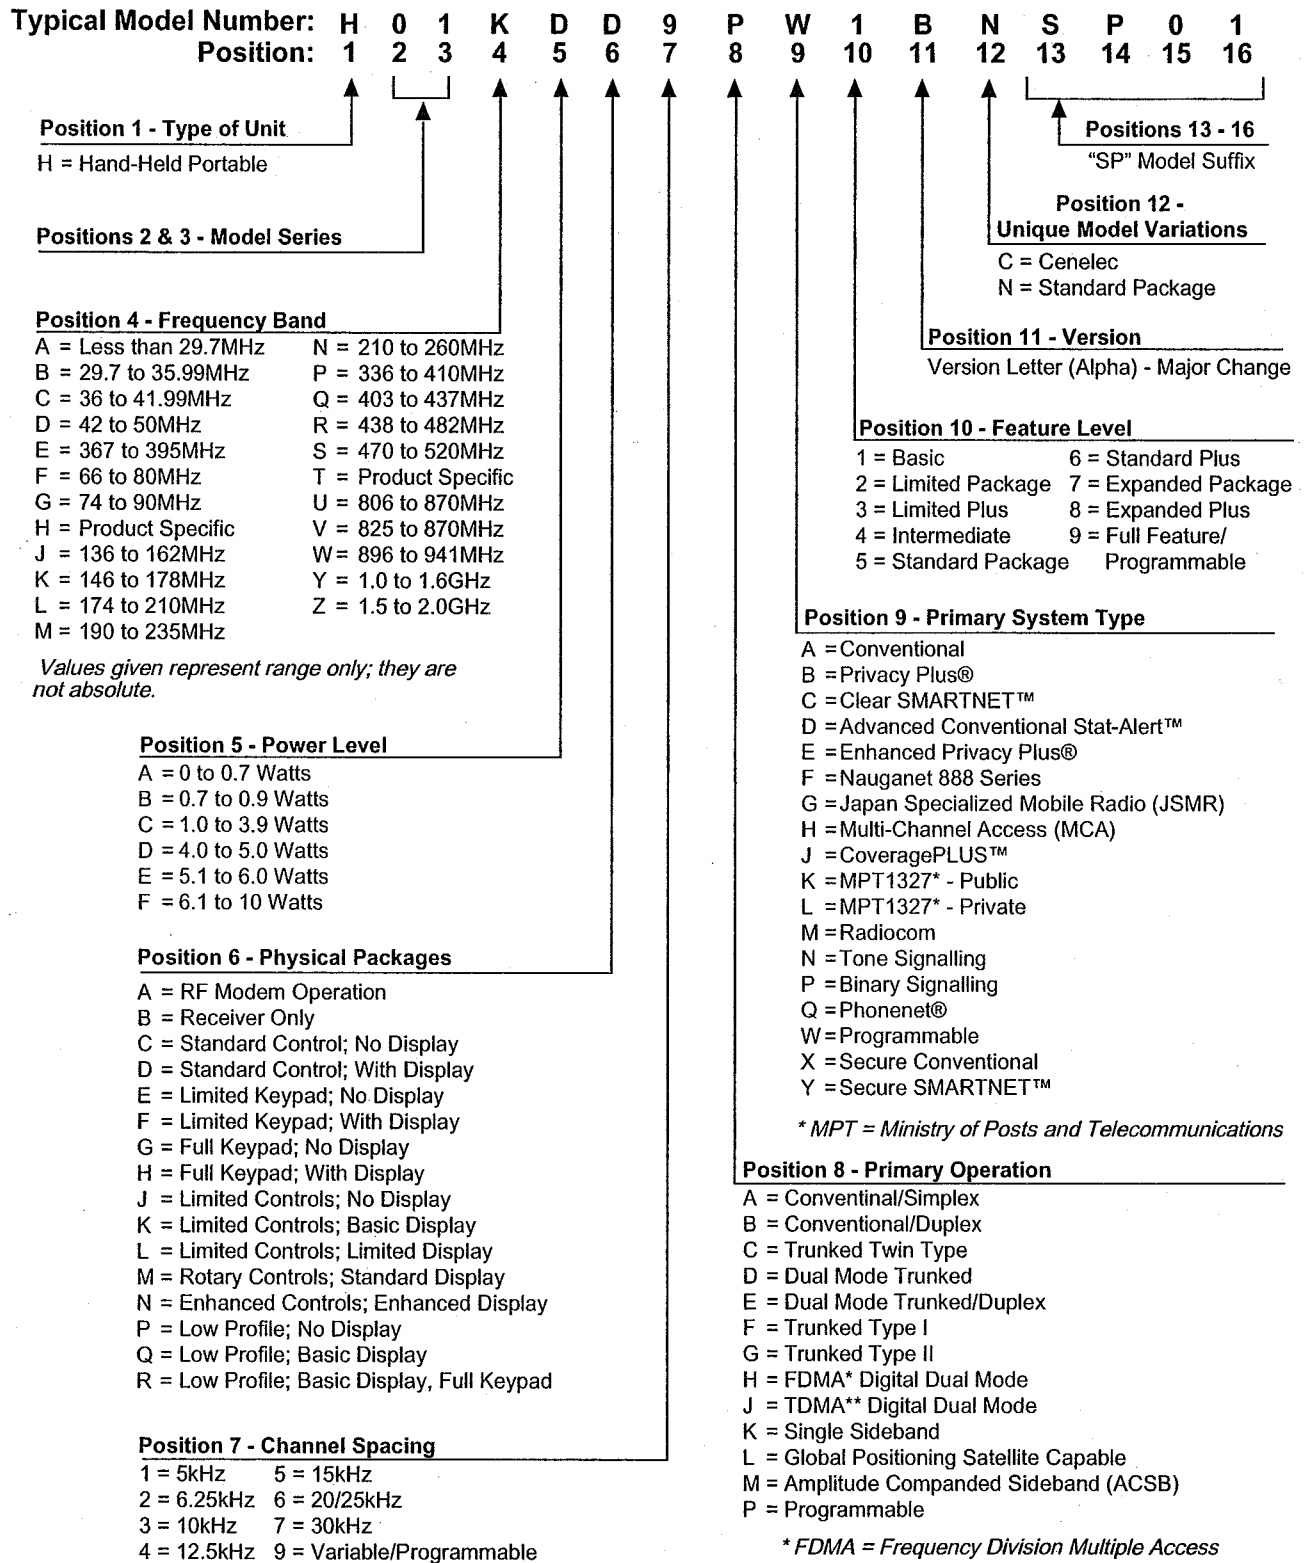 Typical Model Number: H 0 1 K D D 9 P W 1 B N S P 0 1
Position: 1 2 3 4 5 6 7 8 9 10 11 12 13 14 15 16
Position 1 - Type of Unit
H = Hand-Held Portable
Positions 2 & 3 - Model Series
Position 4 - Frequency Band
A = Less than 29.7MHz
B = 29.7 to 35.99MHz
C = 36 to 41.99MHz
D = 42 to 50MHz
E = 367 to 395MHz
F = 66 to 80MHz
G = 74 to 90MHz
H = Product Specific
J = 136 to 162MHz
K = 146 to 178MHz
L = 174 to 210MHz
M = 190 to 235MHz
N = 210 to 260MHz
P = 336 to 410MHz
Q = 403 to 437MHz
R = 438 to 482MHz
S = 470 to 520MHz
T = Product Specific
U = 806 to 870MHz
V = 825 to 870MHz
W = 896 to 941MHz
Y = 1.0 to 1.6GHz
Z = 1.5 to 2.0GHz
Values given represent range only; they are
not absolute.
Position 5 - Power Level
A = 0 to 0.7 Watts
B = 0.7 to 0.9 Watts
C = 1.0 to 3.9 Watts
D = 4.0 to 5.0 Watts
E = 5.1 to 6.0 Watts
F = 6.1 to 10 Watts
Position 6 - Physical Packages
A = RF Modem Operation
B = Receiver Only
C = Standard Control; No Display
D = Standard Control; With Display
E = Limited Keypad; No Display
F = Limited Keypad; With Display
G = Full Keypad; No Display
H = Full Keypad; With Display
J = Limited Controls; No Display
K = Limited Controls; Basic Display
L = Limited Controls; Limited Display
M = Rotary Controls; Standard Display
N = Enhanced Controls; Enhanced Display
P = Low Profile; No Display
Q = Low Profile; Basic Display
R = Low Profile; Basic Display, Full Keypad
Position 7 - Channel Spacing
1 = 5kHz 5 = 15kHz
2 = 6.25kHz 6 = 20/25kHz
3 = 10kHz 7 = 30kHz
4 = 12.5kHz 9 = Variable/Programmable
Positions 13 - 16
"SP" Model Suffix
Position 12 -
Unique Model Variations
C = Cenelec
N = Standard Package
Position 11 - Version
Version Letter (Alpha) - Major Change
Position 10 - Feature Level
1 = Basic
2 = Limited Package
3 = Limited Plus
4 = Intermediate
5 = Standard Package
6 = Standard Plus
7 = Expanded Package
8 = Expanded Plus
9 = Full Feature/
Programmable
Position 9 - Primary System Type
A = Conventional
B = Privacy Plus®
C = Clear SMARTNET™
D = Advanced Conventional Stat-Alert™
E = Enhanced Privacy Plus®
F = Nauganet 888 Series
G = Japan Specialized Mobile Radio (JSMR)
H = Multi-Channel Access (MCA)
J = CoveragePLUS™
K = MPT1327* - Public
L = MPT1327* - Private
M = Radiocom
N = Tone Signalling
P = Binary Signalling
Q = Phonenet®
W = Programmable
X = Secure Conventional
Y = Secure SMARTNET™
* MPT = Ministry of Posts and Telecommunications
Position 8 - Primary Operation
A = Conventinal/Simplex
B = Conventional/Duplex
C = Trunked Twin Type
D = Dual Mode Trunked
E = Dual Mode Trunked/Duplex
F = Trunked Type I
G = Trunked Type II
H = FDMA* Digital Dual Mode
J = TDMA** Digital Dual Mode
K = Single Sideband
L = Global Positioning Satellite Capable
M = Amplitude Companded Sideband (ACSB)
P = Programmable
* FDMA = Frequency Division Multiple Access